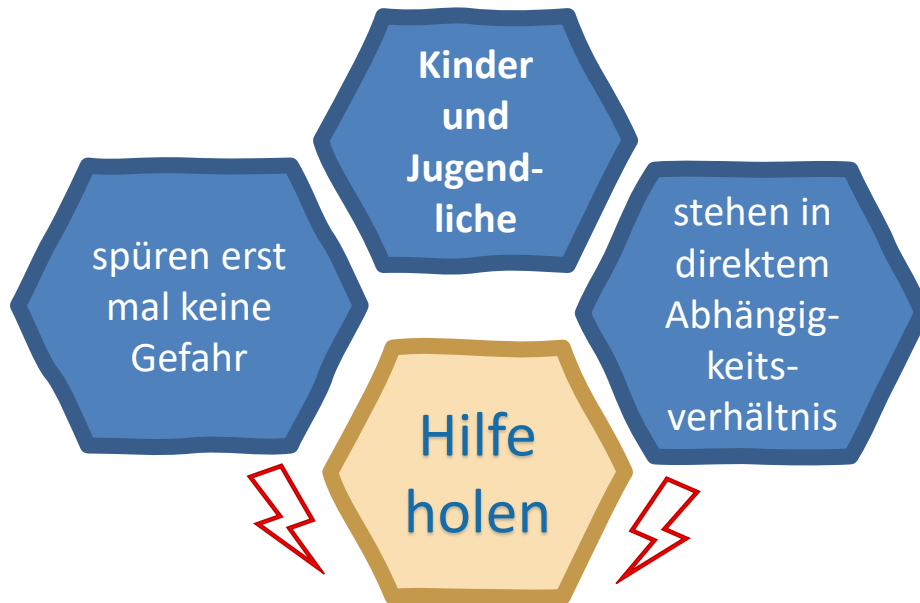 Kinder
und
Jugend-
liche
spüren erst
mal keine
Gefahr
stehen in
direktem
Abhängig-
keits-
verhältnis
Hilfe
holen